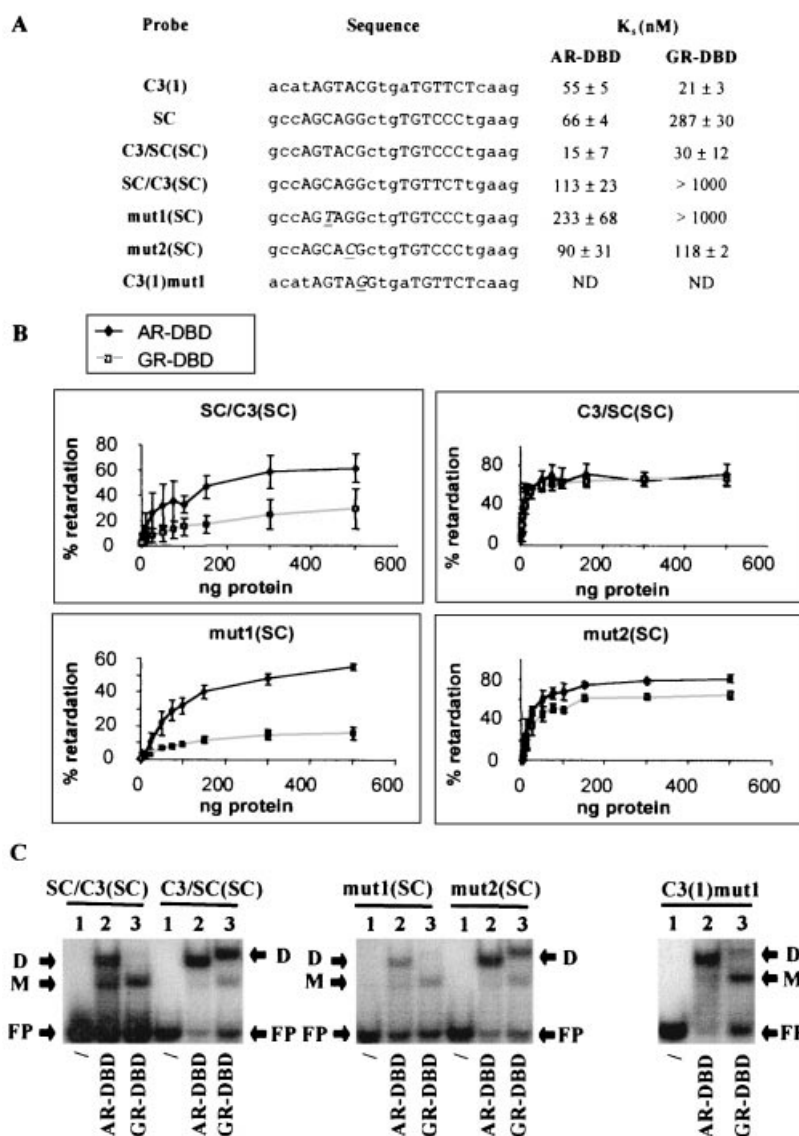 A Probe Sequence Ks (nM)
AR-DBD GR-DBD
C3(1) acatAGTACGtgaTGTTCTcaag 55 ± 5 21 ± 3
SC gccAGCAGGctgTGTCCCtgaag 66 ± 4 287 ± 30
C3/SC(SC) gccAGTACGctgTGTCCCtgaag 15 ± 7 30 ± 12
SC/C3(SC) gccAGCAGGctgTGTTCTtgaag 113 ± 23 > 1000
mut1(SC) gccAGTAGGctgTGTCCCtgaag 233 ± 68 > 1000
mut2(SC) gccAGCACGctgTGTCCCtgaag 90 ± 31 118 ± 2
C3(1)mut1 acatAGTAGGtgaTGTTCTcaag ND ND
B
AR-DBD
GR-DBD
SC/C3(SC)
% retardation
80
60
40
20
0
0 200 400 600
ng protein
C3/SC(SC)
% retardation
80
40
0
0 200 400 600
ng protein
mut1(SC)
% retardation
60
40
20
0
0 200 400 600
ng protein
mut2(SC)
% retardation
80
40
0
0 200 400 600
ng protein
C
SC/C3(SC) C3/SC(SC) mut1(SC) mut2(SC) C3(1)mut1
1 2 3 1 2 3 1 2 3 1 2 3 1 2 3
D D D D D
M M M
FP FP FP FP FP
/ AR-DBD GR-DBD / AR-DBD GR-DBD / AR-DBD GR-DBD / AR-DBD GR-DBD / AR-DBD GR-DBD